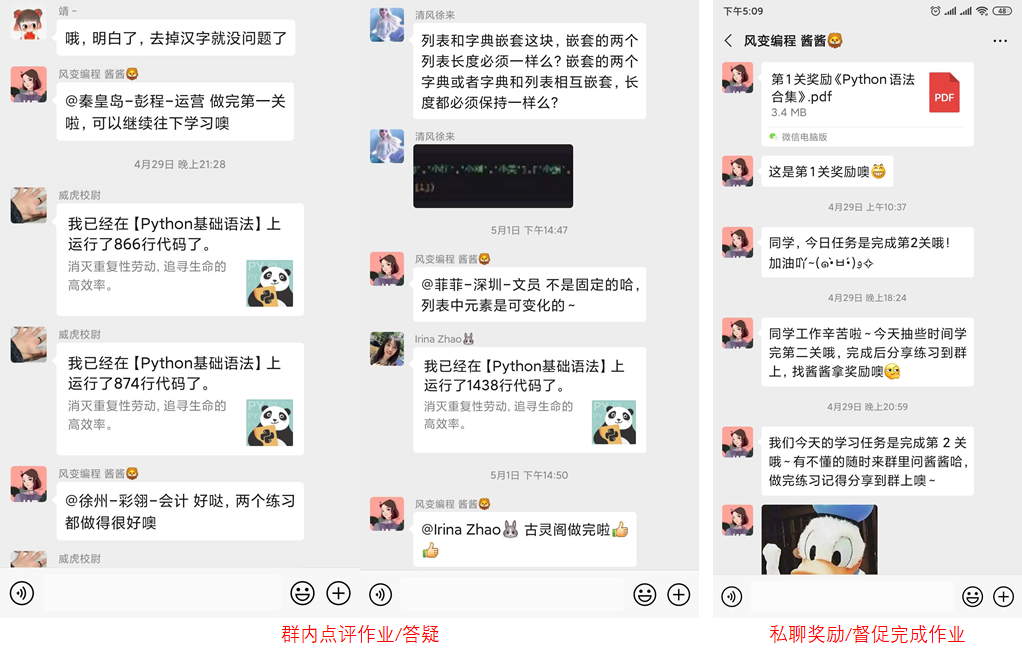 靖~
哦，明白了，去掉汉字就没问题了
风变编程 酱酱🦁
@秦皇岛-彭程-运营 做完第一关
啦，可以继续往下学习噢
4月29日 晚上21:28
威虎校尉
我已经在【Python基础语法】上
运行了866行代码了。
消灭重复性劳动，追寻生命的
高效率。
威虎校尉
我已经在【Python基础语法】上
运行了874行代码了。
消灭重复性劳动，追寻生命的
高效率。
风变编程 酱酱🦁
@徐州-彩翎-会计 好哒，两个练习
都做得很好噢
威虎校尉
清风徐来
列表和字典嵌套这块，嵌套的两个
列表长度必须一样么？嵌套的两个
字典或者字典和列表相互嵌套，长
度都必须保持一样么？
清风徐来
5月1日 下午14:47
风变编程 酱酱🦁
@菲菲-深圳-文员 不是固定的哈，
列表中元素是可变化的~
Irina Zhao🐰
我已经在【Python基础语法】上
运行了1438行代码了。
消灭重复性劳动，追寻生命的
高效率。
5月1日 下午14:50
风变编程 酱酱🦁
@Irina Zhao🐰 古灵阁做完啦👍
👍
群内点评作业/答疑
下午5:09
48
风变编程 酱酱🦁
第1关奖励《Python 语法
合集》.pdf
3.4 MB
PDF
微信电脑版
这是第1关奖励噢😁
4月29日 上午10:37
同学，今日任务是完成第2关哦！
加油吖~(๑•̀ㅂ•́)و✧
4月29日 晚上18:24
同学工作辛苦啦~今天抽些时间学
完第二关哦，完成后分享练习到群
上，找酱酱拿奖励噢🧐
4月29日 晚上20:59
我们今天的学习任务是完成第 2 关
哦~有不懂的随时来群里问酱酱哈，
做完练习记得分享到群上噢~
私聊奖励/督促完成作业